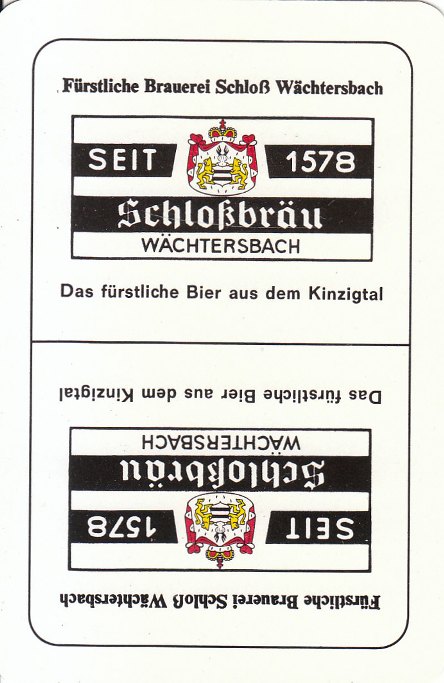 Fürstliche Brauerei Schloß Wächtersbach
SEIT 1578
Schloßbräu
WÄCHTERSBACH
Das fürstliche Bier aus dem Kinzigtal
Das fürstliche Bier aus dem Kinzigtal
WÄCHTERSBACH
Schloßbräu
SEIT 1578
Fürstliche Brauerei Schloß Wächtersbach